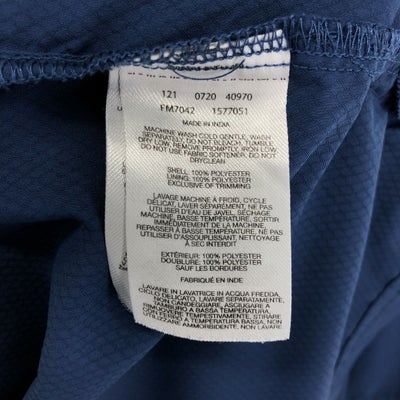 121 0720 40970
FM7042 1577051
MADE IN INDIA
MACHINE WASH COLD GENTLE, WASH
SEPARATELY, DO NOT BLEACH, TUMBLE
DRY LOW, REMOVE PROMPTLY, IRON LOW
DO NOT USE FABRIC SOFTENER, DO NOT
DRYCLEAN
SHELL: 100% POLYESTER
LINING: 100% POLYESTER
EXCLUSIVE OF TRIMMING
LAVAGE MACHINE À FROID, CYCLE
DÉLICAT, LAVER SÉPARÉMENT, NE PAS
UTILISER D'EAU DE JAVEL, SÉCHAGE
MACHINE, BASSE TEMPÉRATURE, SORTIR
IMMÉDIATEMENT DE LA MACHINE,
REPASSER À BASSE TEMPÉRATURE, NE PAS
UTILISER D'ASSOUPLISSANT, NETTOYAGE
À SEC INTERDIT
EXTÉRIEUR: 100% POLYESTER
DOUBLURE: 100% POLYESTER
SAUF LES BORDURES
FABRIQUÉ EN INDE
LAVARE IN LAVATRICE IN ACQUA FREDDA,
CICLO DELICATO, LAVARE SEPARATAMENTE,
NON CANDEGGIARE, ASCIUGARE A
RIMUOVERE A BASSA TEMPERATURA,
VERE TEMPESTIVAMENTE, STIRARE
A BASSA TEMPERATURA, NON
AMMORBIDENTE, NON LAVARE